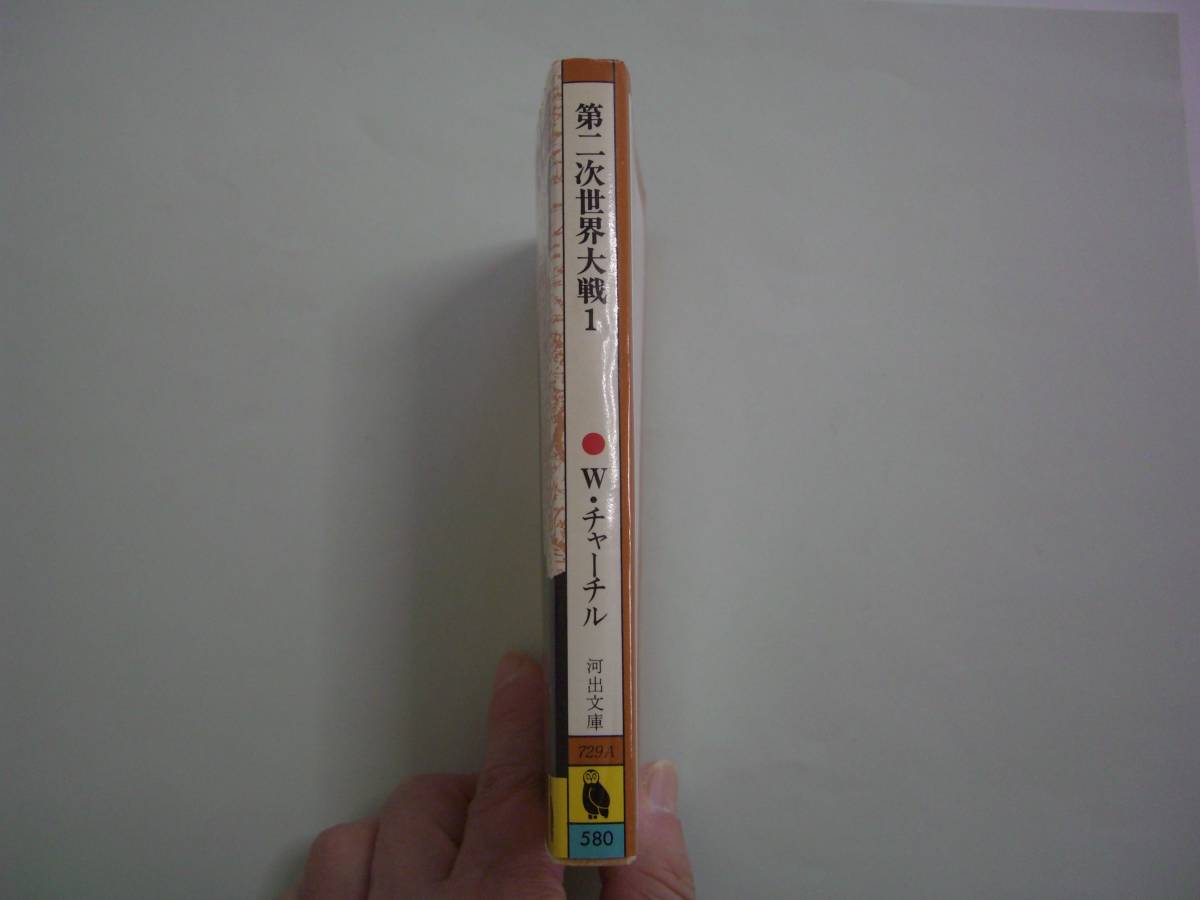 第二次世界大戦1
W・チャーチル
河出文庫
729A
580